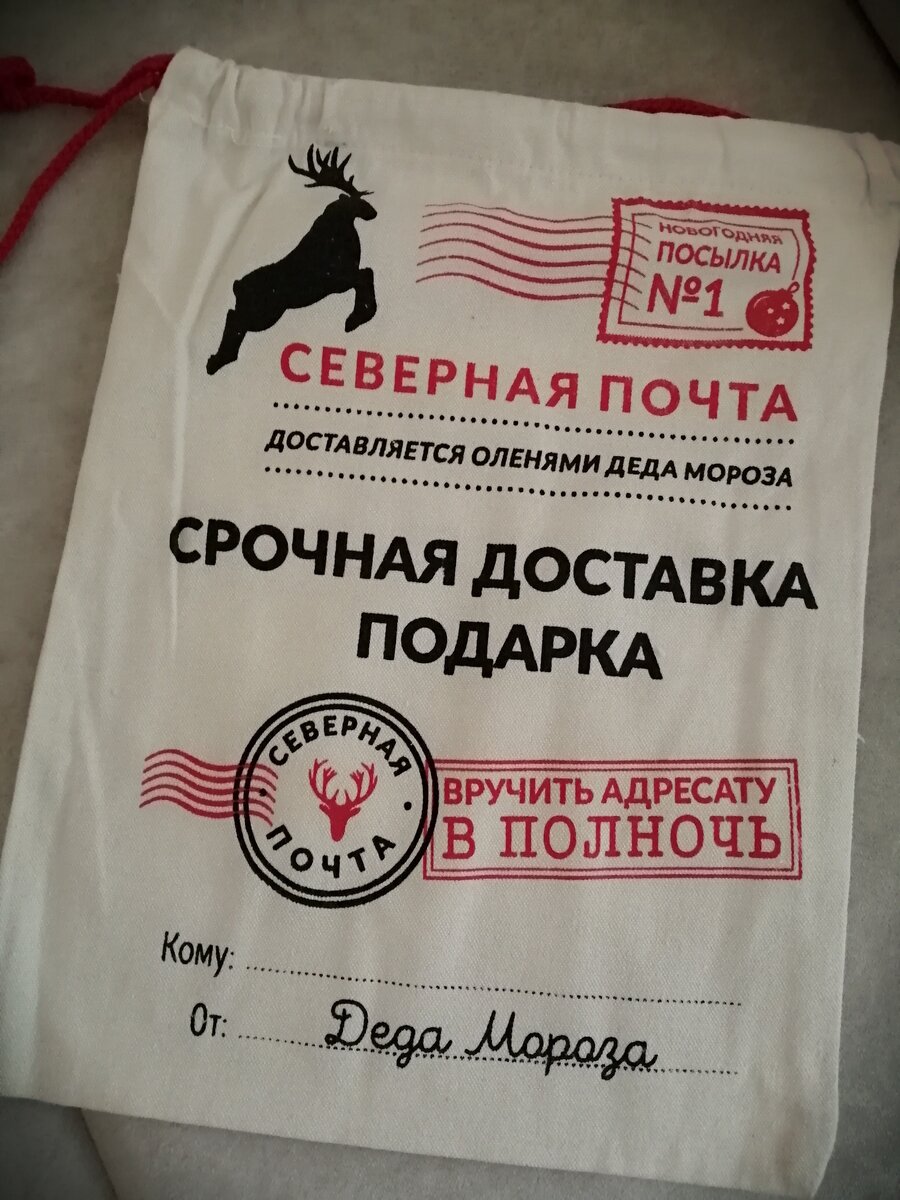 НОВОГОДНЯЯ
ПОСЫЛКА
№1
СЕВЕРНАЯ ПОЧТА
ДОСТАВЛЯЕТСЯ ОЛЕНЯМИ ДЕДА МОРОЗА
СРОЧНАЯ ДОСТАВКА
ПОДАРКА
СЕВЕРНАЯ
ПОЧТА
ВРУЧИТЬ АДРЕСАТУ
В ПОЛНОЧЬ
Кому:
От: Деда Мороза